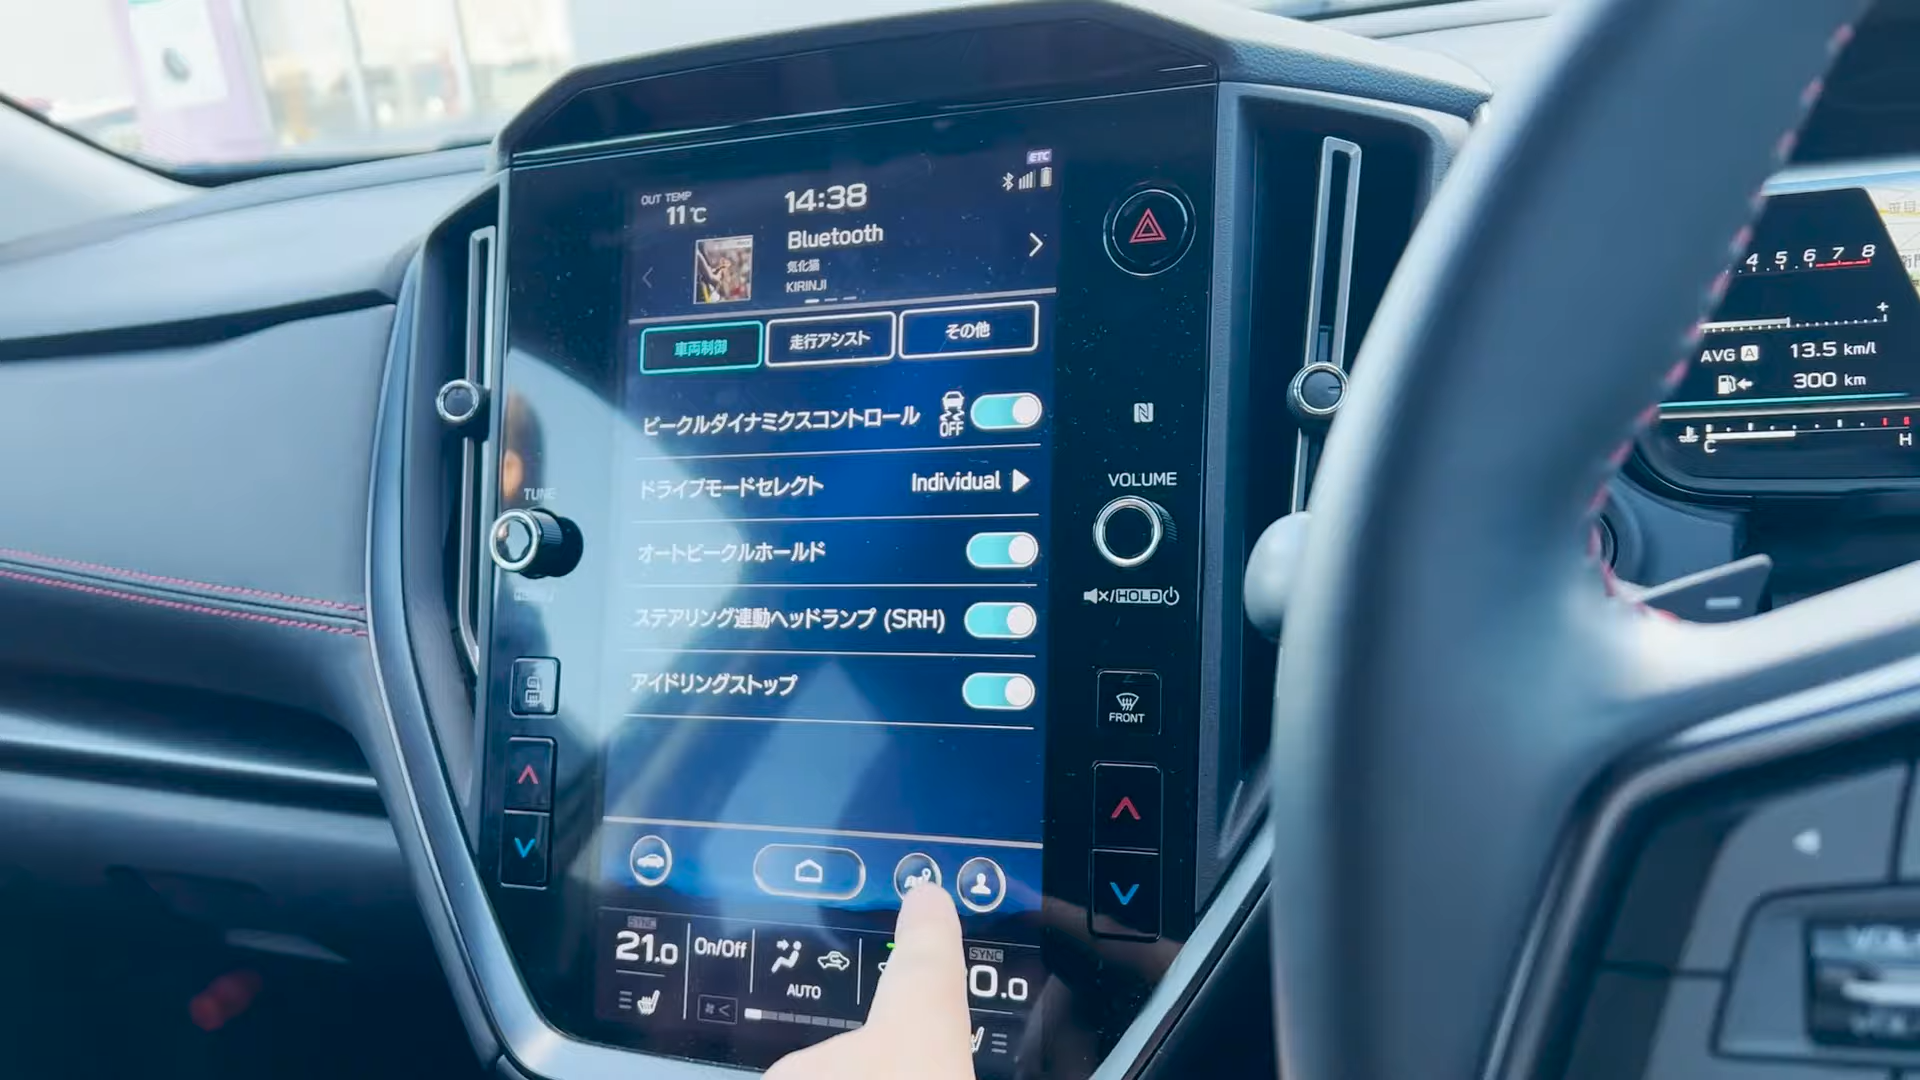 ETC
OUT TEMP
11℃
14:38
Bluetooth
気化猫
KIRINJI
車両制御
走行アシスト
その他
ビークルダイナミクスコントロール
OFF
ドライブモードセレクト
Individual
オートビークルホールド
ステアリング連動ヘッドランプ (SRH)
アイドリングストップ
TUNE
VOLUME
/HOLD
FRONT
SYNC
21.0
On/Off
AUTO
SYNC
0.0
4 5 6 7 8
AVG A 13.5 km/l
300 km
C H